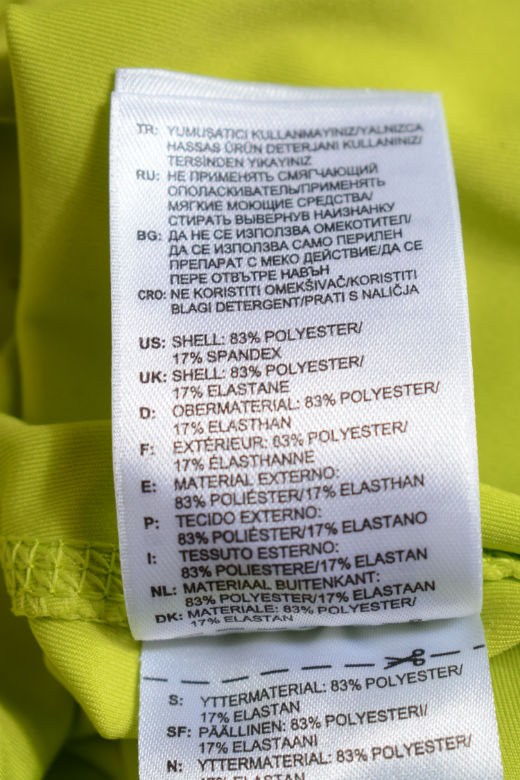 TR: YUMUŞATICI KULLANMAYINIZ/YALNIZCA
HASSAS ÜRÜN DETERJANI KULLANINIZ/
TERSİNDEN YIKAYINIZ
RU: НЕ ПРИМЕНЯТЬ СМЯГЧАЮЩИЙ
ОПОЛАСКИВАТЕЛЬ/ПРИМЕНЯТЬ
МЯГКИЕ МОЮЩИЕ СРЕДСТВА/
СТИРАТЬ ВЫВЕРНУВ НАИЗНАНКУ
BG: ДА НЕ СЕ ИЗПОЛЗВА ОМЕКОТИТЕЛ/
ДА СЕ ИЗПОЛЗВА САМО ПЕРИЛЕН
ПРЕПАРАТ С МЕКО ДЕЙСТВИЕ/ДА СЕ
ПЕРЕ ОТВЪТРЕ НАВЪН
CRO: NE KORISTITI OMEKŠIVAČ/KORISTITI
BLAGI DETERGENT/PRATI S NALIČJA
US: SHELL: 83% POLYESTER/
17% SPANDEX
UK: SHELL: 83% POLYESTER/
17% ELASTANE
D: OBERMATERIAL: 83% POLYESTER/
17% ELASTHAN
F: EXTÉRIEUR: 83% POLYESTER/
17% ÉLASTHANNE
E: MATERIAL EXTERNO:
83% POLIÉSTER/17% ELASTHAN
P: TECIDO EXTERNO:
83% POLIÉSTER/17% ELASTANO
I: TESSUTO ESTERNO:
83% POLIESTERE/17% ELASTAN
NL: MATERIAAL BUITENKANT:
83% POLYESTER/17% ELASTAAN
DK: MATERIALE: 83% POLYESTER/
17% ELASTAN
S: YTTERMATERIAL: 83% POLYESTER/
17% ELASTAN
SF: PÄÄLLINEN: 83% POLYESTERI/
17% ELASTAANI
N: YTTERMATERIAL: 83% POLYESTER/
17% ELASTAN